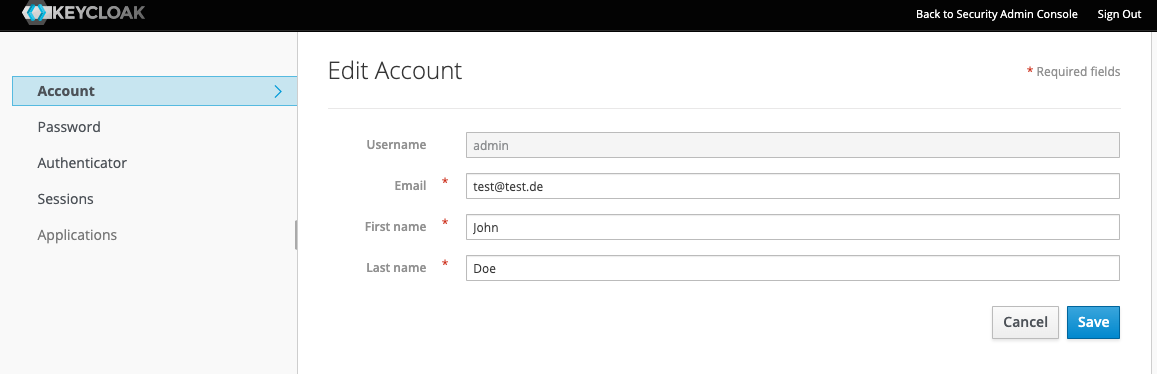 KEYCLOAK
Back to Security Admin Console Sign Out
Account
Password
Authenticator
Sessions
Applications
Edit Account
* Required fields
Username admin
Email * test@test.de
First name * John
Last name * Doe
Cancel Save